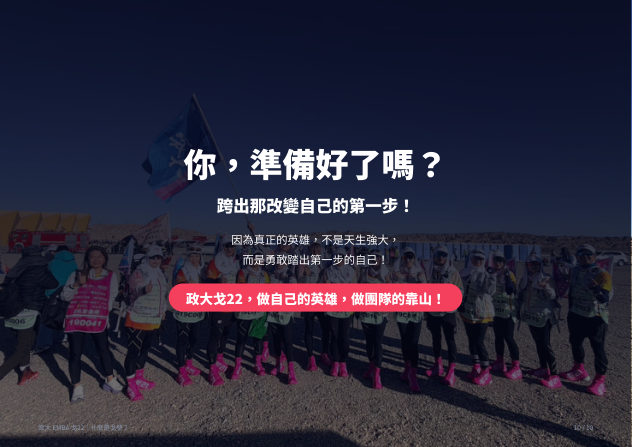 你，準備好了嗎？
跨出那改變自己的第一步！
因為真正的英雄，不是天生強大，
而是勇敢踏出第一步的自己！
政大戈22，做自己的英雄，做團隊的靠山！
190041